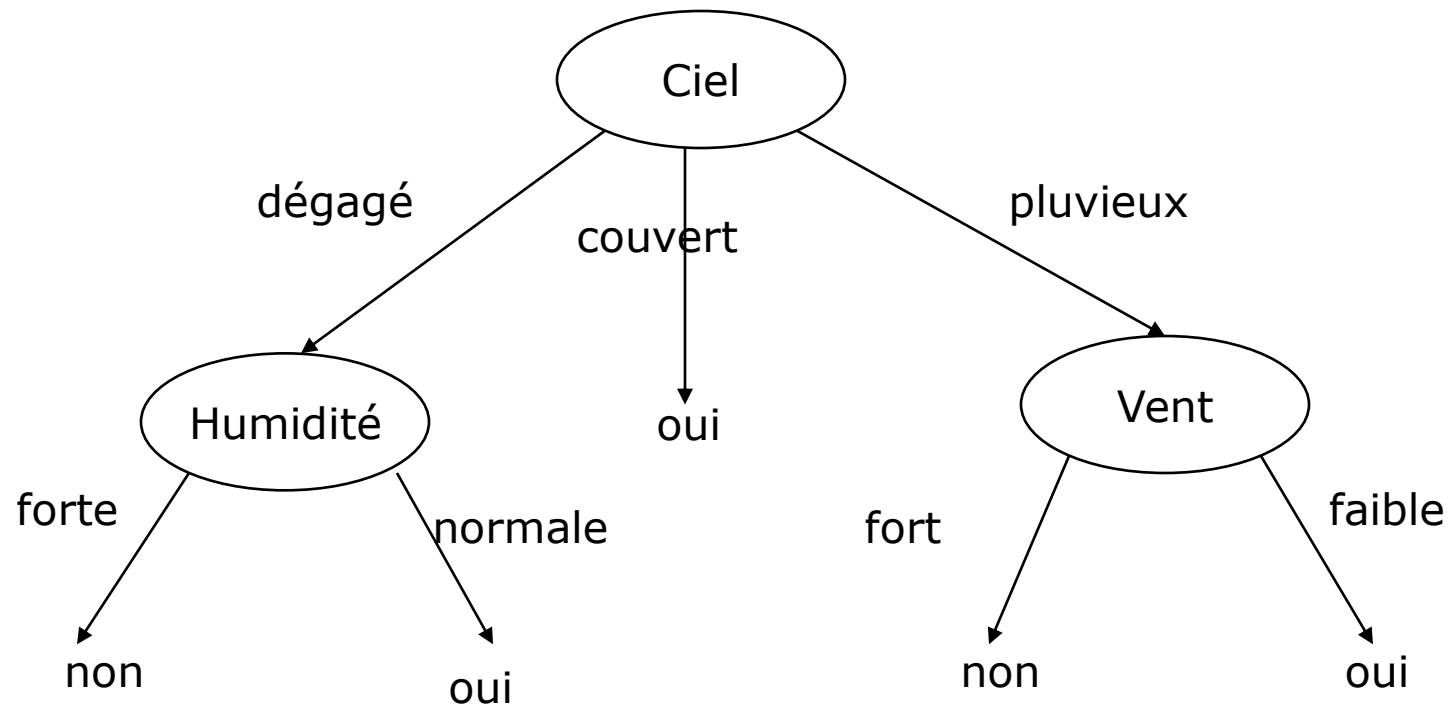 Ciel
dégagé
couvert
pluvieux
Humidité
oui
Vent
forte
normale
fort
faible
non
oui
non
oui